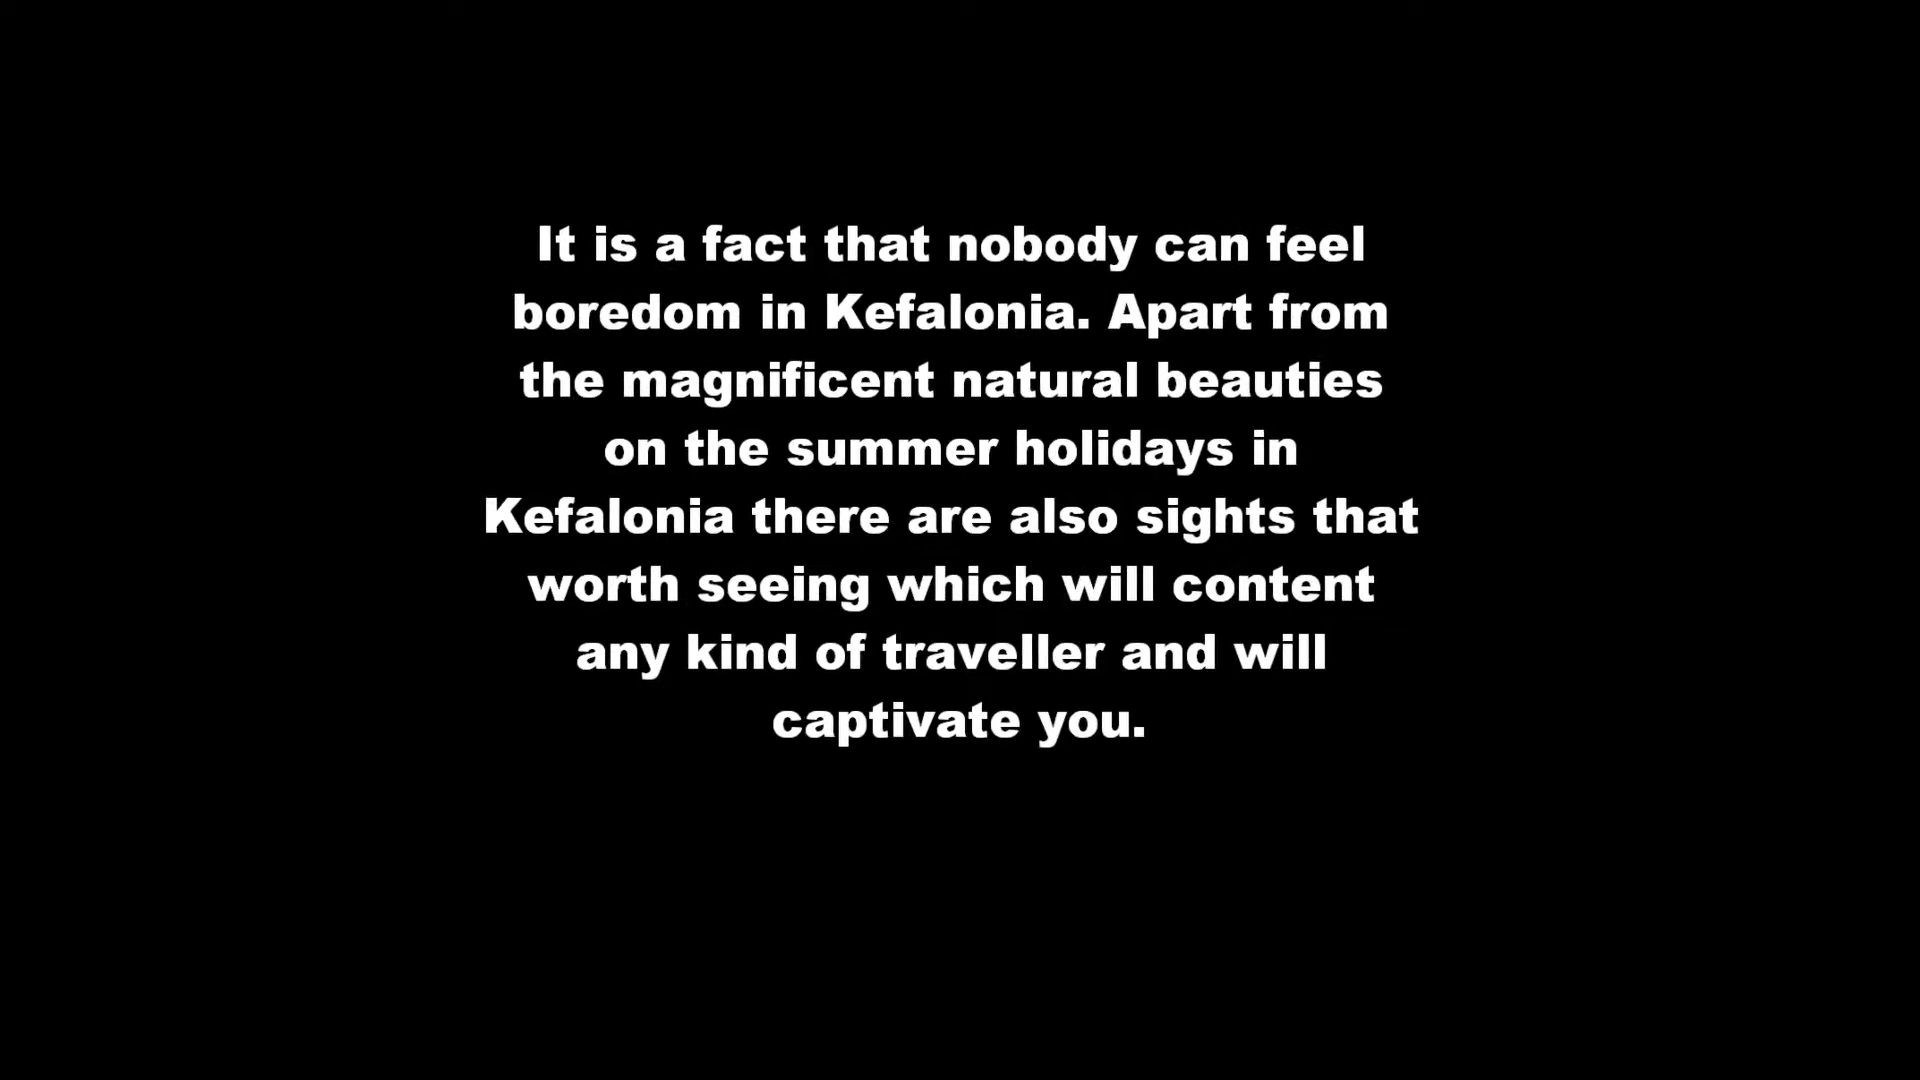 It is a fact that nobody can feel
boredom in Kefalonia. Apart from
the magnificent natural beauties
on the summer holidays in
Kefalonia there are also sights that
worth seeing which will content
any kind of traveller and will
captivate you.